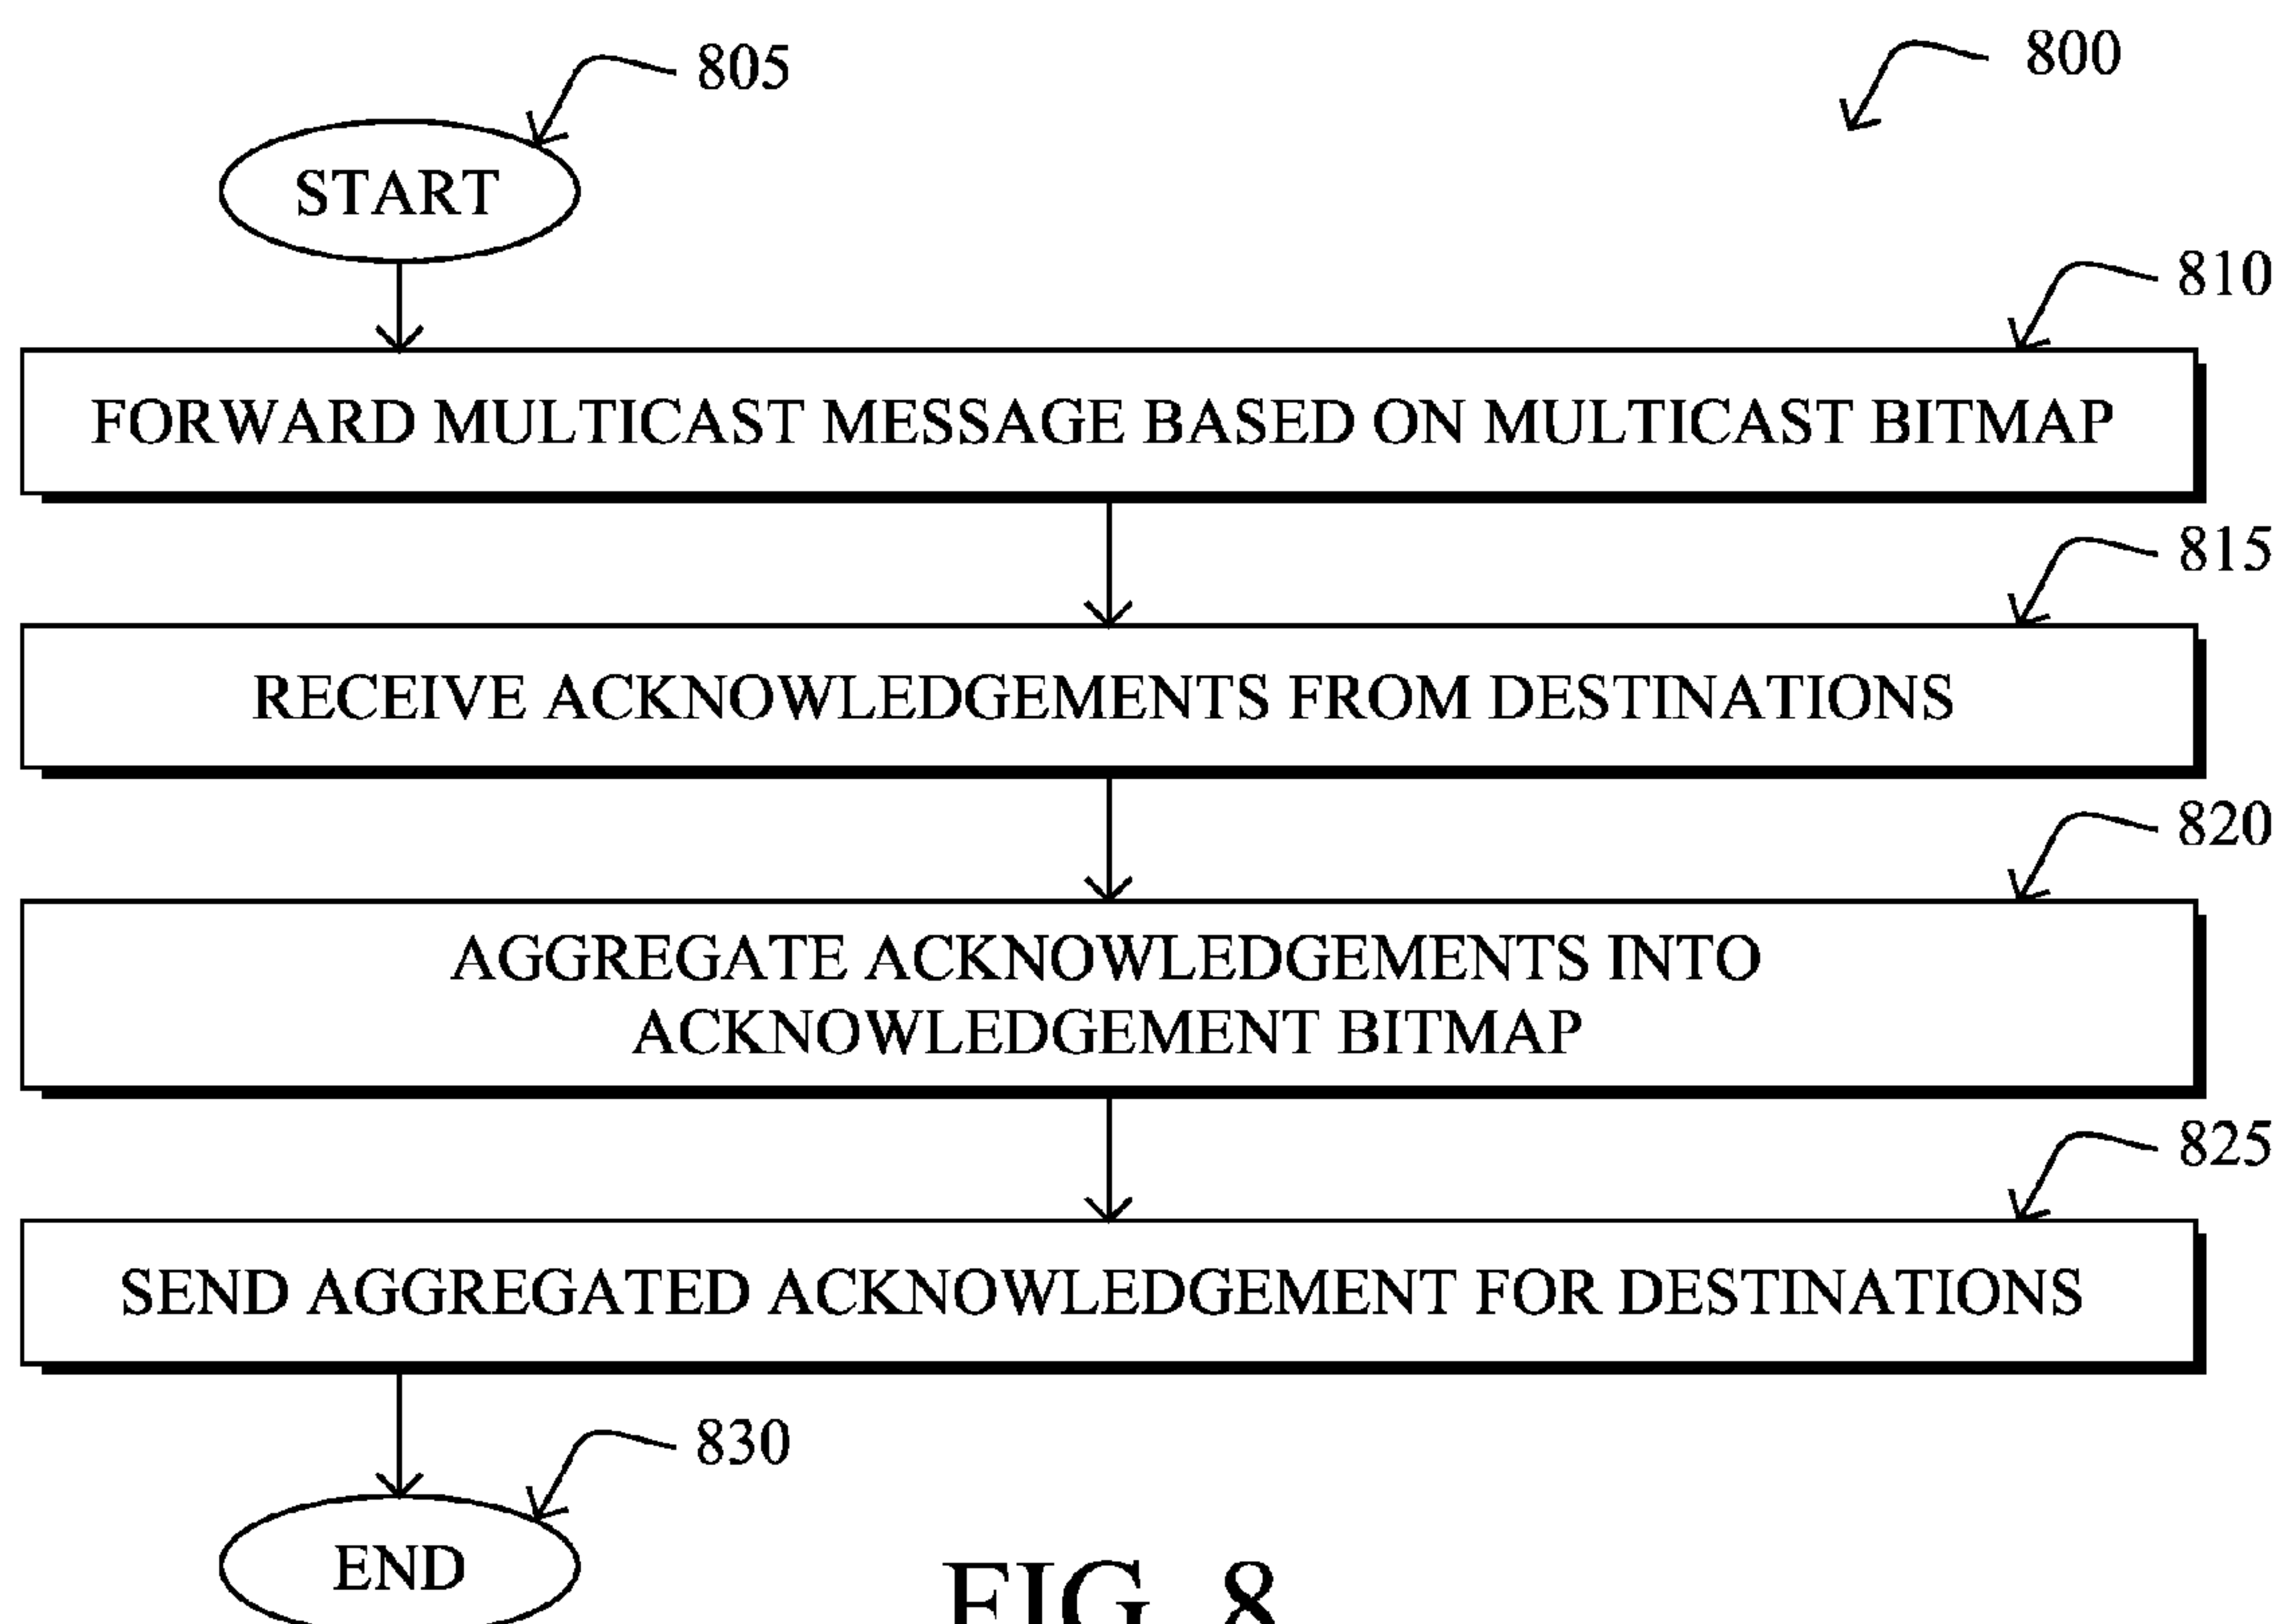 805
800
START
810
FORWARD MULTICAST MESSAGE BASED ON MULTICAST BITMAP
815
RECEIVE ACKNOWLEDGEMENTS FROM DESTINATIONS
820
AGGREGATE ACKNOWLEDGEMENTS INTO
ACKNOWLEDGEMENT BITMAP
825
SEND AGGREGATED ACKNOWLEDGEMENT FOR DESTINATIONS
830
END
FIG. 8